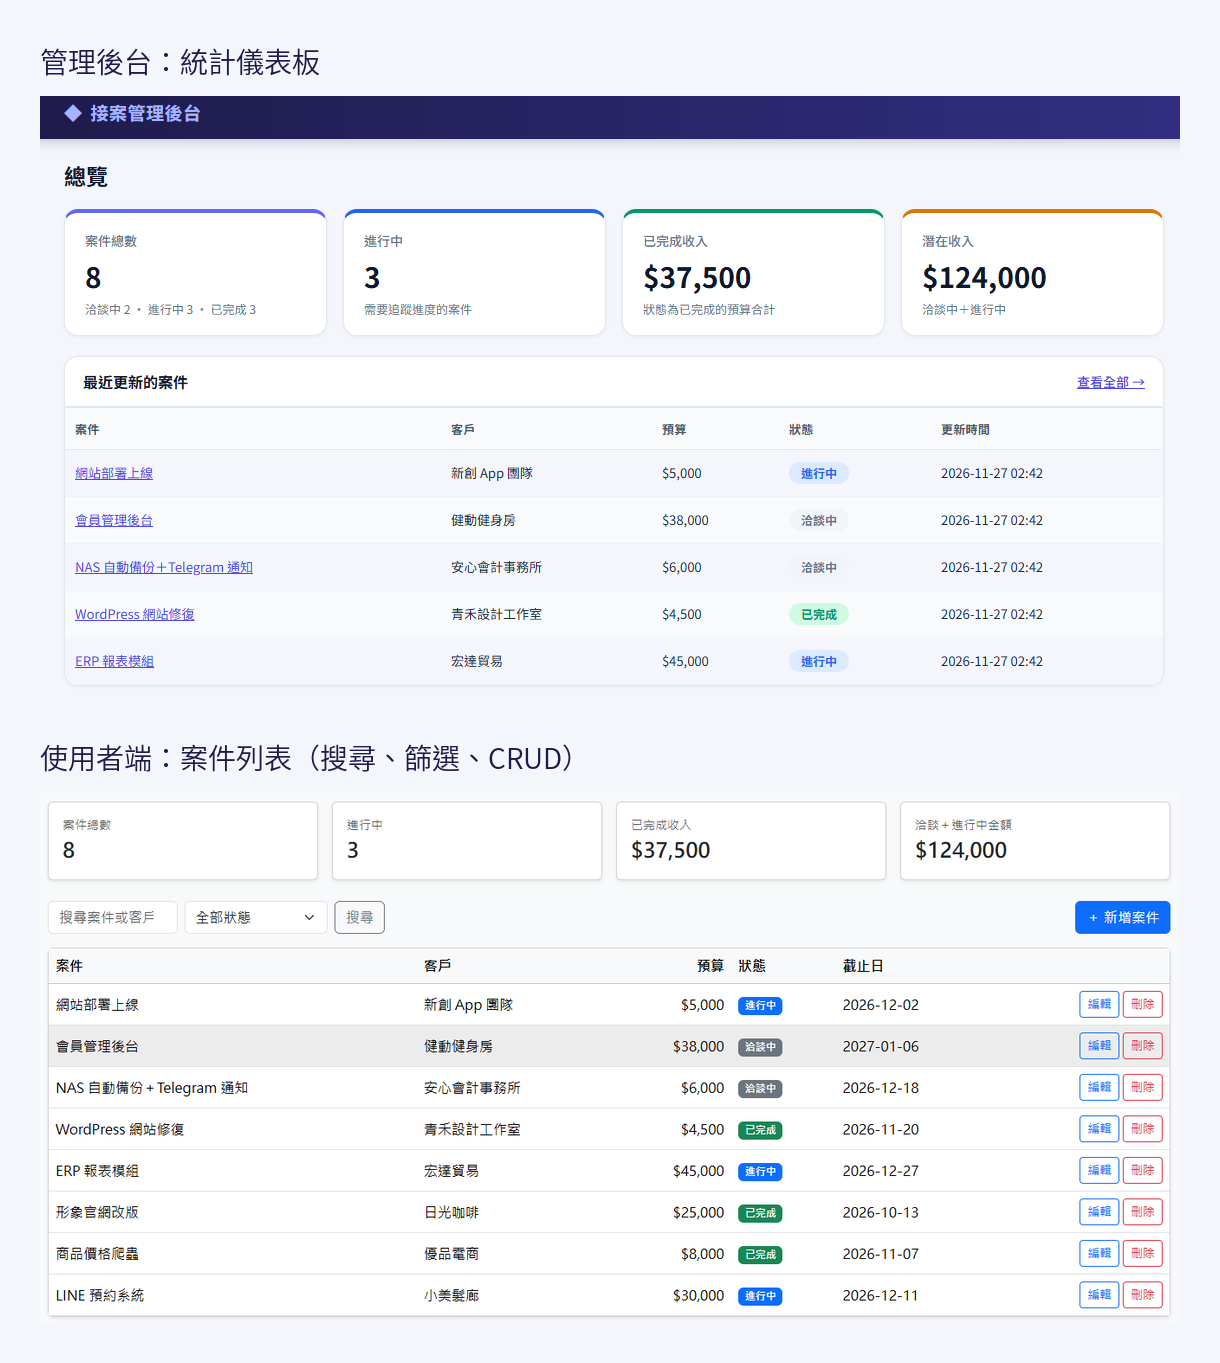 管理後台：統計儀表板
◆ 接案管理後台
總覽
案件總數 進行中 已完成收入 潛在收入
8 3 $37,500 $124,000
洽談中 2 · 進行中 3 · 已完成 3 需要追蹤進度的案件 狀態為已完成的預算合計 洽談中＋進行中
最近更新的案件 查看全部 →
案件 客戶 預算 狀態 更新時間
網站部署上線 新創 App 團隊 $5,000 進行中 2026-11-27 02:42
會員管理後台 健動健身房 $38,000 洽談中 2026-11-27 02:42
NAS 自動備份＋Telegram 通知 安心會計事務所 $6,000 洽談中 2026-11-27 02:42
WordPress 網站修復 青禾設計工作室 $4,500 已完成 2026-11-27 02:42
ERP 報表模組 宏達貿易 $45,000 進行中 2026-11-27 02:42
使用者端：案件列表（搜尋、篩選、CRUD）
案件總數 進行中 已完成收入 洽談＋進行中金額
8 3 $37,500 $124,000
搜尋案件或客戶 全部狀態 搜尋 ＋ 新增案件
案件 客戶 預算 狀態 截止日
網站部署上線 新創 App 團隊 $5,000 進行中 2026-12-02 編輯 刪除
會員管理後台 健動健身房 $38,000 洽談中 2027-01-06 編輯 刪除
NAS 自動備份＋Telegram 通知 安心會計事務所 $6,000 洽談中 2026-12-18 編輯 刪除
WordPress 網站修復 青禾設計工作室 $4,500 已完成 2026-11-20 編輯 刪除
ERP 報表模組 宏達貿易 $45,000 進行中 2026-12-27 編輯 刪除
形象官網改版 日光咖啡 $25,000 已完成 2026-10-13 編輯 刪除
商品價格爬蟲 優品電商 $8,000 已完成 2026-11-07 編輯 刪除
LINE 預約系統 小美髮廊 $30,000 進行中 2026-12-11 編輯 刪除